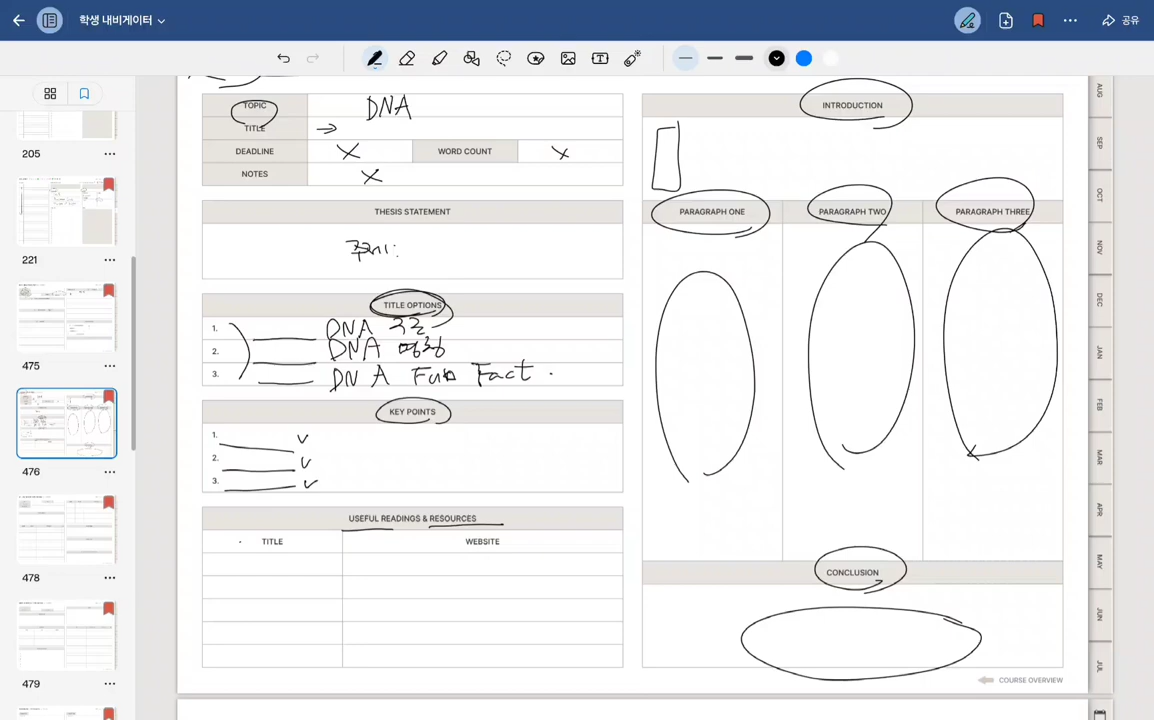 학생 내비게이터
공유
205
221
475
476
478
479
TOPIC DNA
TITLE →
DEADLINE X WORD COUNT X
NOTES X
THESIS STATEMENT
주제:
TITLE OPTIONS
1. DNA 구조
2. DNA 역할
3. DNA Fun Fact.
KEY POINTS
1. v
2. v
3. v
USEFUL READINGS & RESOURCES
TITLE WEBSITE
INTRODUCTION
PARAGRAPH ONE PARAGRAPH TWO PARAGRAPH THREE
CONCLUSION
COURSE OVERVIEW
AUG
SEP
OCT
NOV
DEC
JAN
FEB
MAR
APR
MAY
JUN
JUL